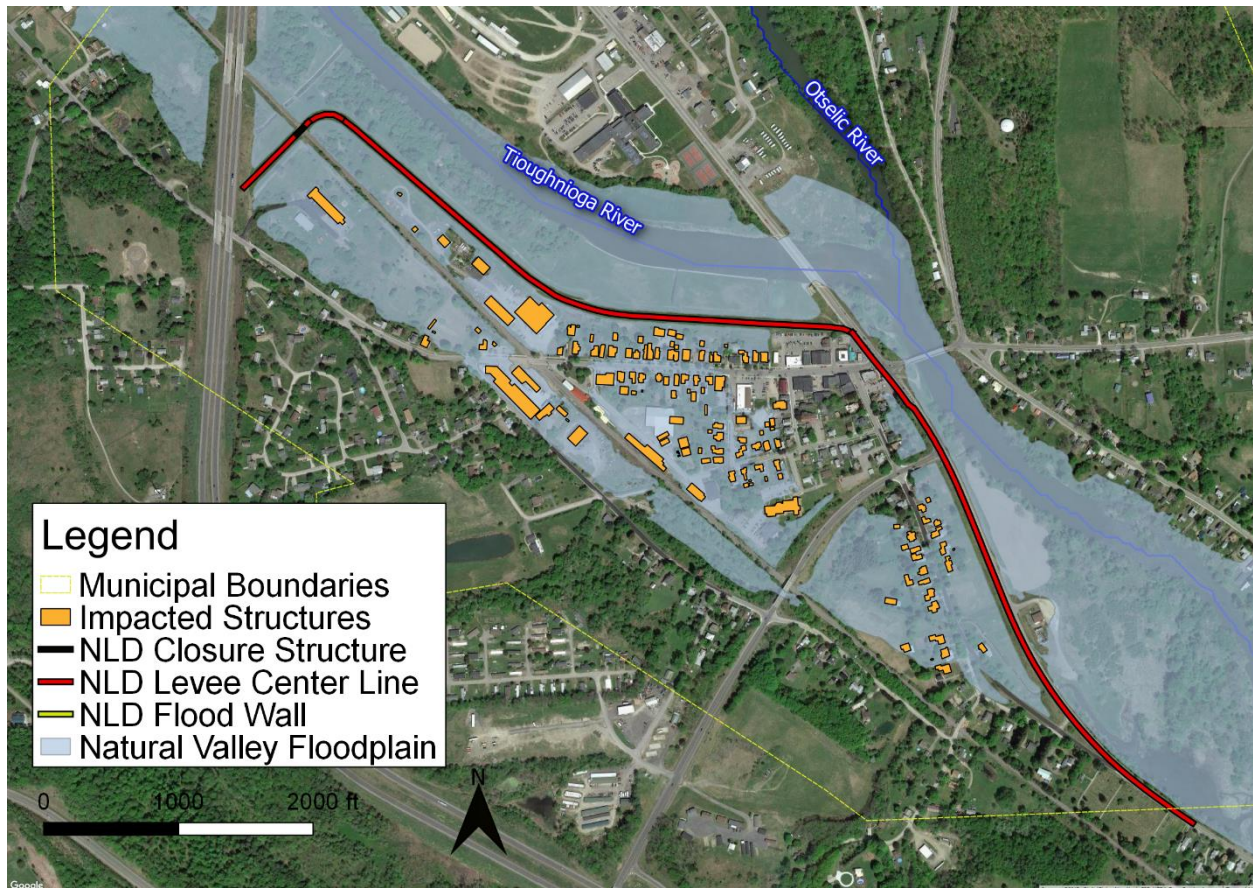 Otselic River
Tioughnioga River
Legend
Municipal Boundaries
Impacted Structures
NLD Closure Structure
NLD Levee Center Line
NLD Flood Wall
Natural Valley Floodplain
N
0 1000 2000 ft
Google